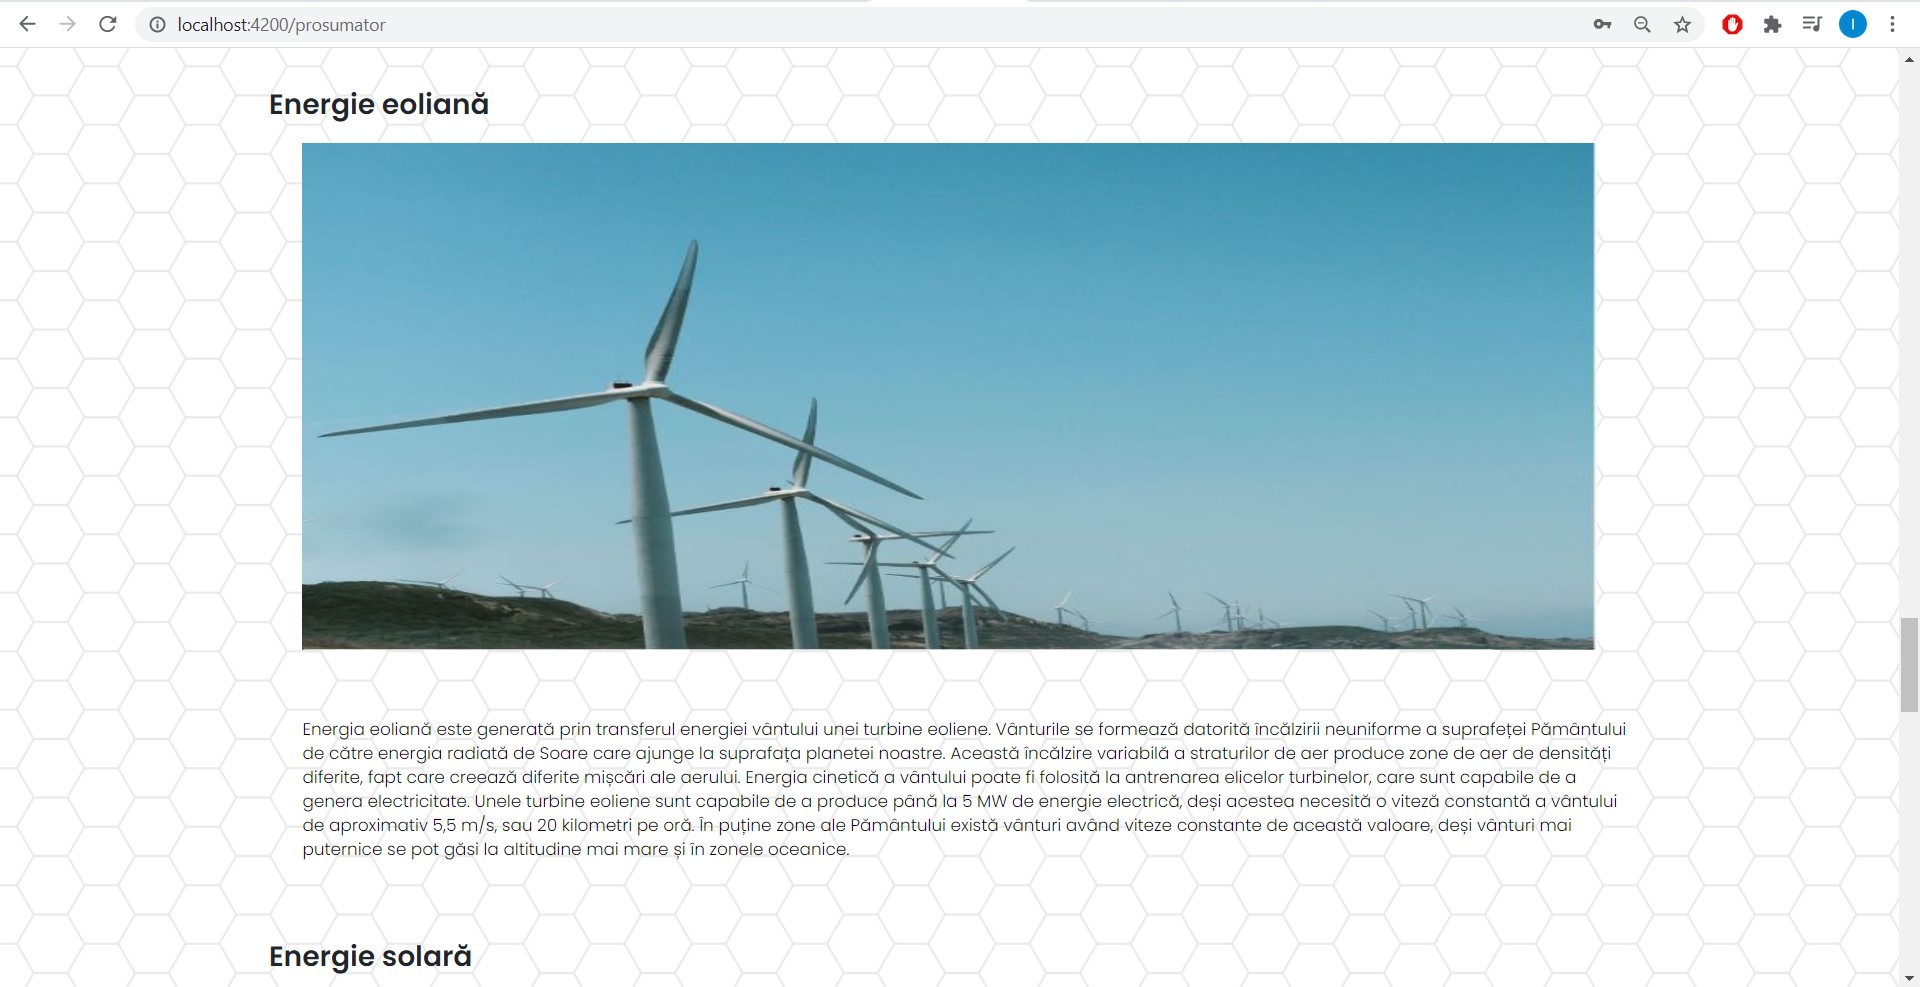 localhost:4200/prosumator
I
Energie eoliană
Energia eoliană este generată prin transferul energiei vântului unei turbine eoliene. Vânturile se formează datorită încălzirii neuniforme a suprafeței Pământului
de către energia radiată de Soare care ajunge la suprafața planetei noastre. Această încălzire variabilă a straturilor de aer produce zone de aer de densități
diferite, fapt care creează diferite mișcări ale aerului. Energia cinetică a vântului poate fi folosită la antrenarea elicelor turbinelor, care sunt capabile de a
genera electricitate. Unele turbine eoliene sunt capabile de a produce până la 5 MW de energie electrică, deși acestea necesită o viteză constantă a vântului
de aproximativ 5,5 m/s, sau 20 kilometri pe oră. În puține zone ale Pământului există vânturi având viteze constante de această valoare, deși vânturi mai
puternice se pot găsi la altitudine mai mare și în zonele oceanice.
Energie solară